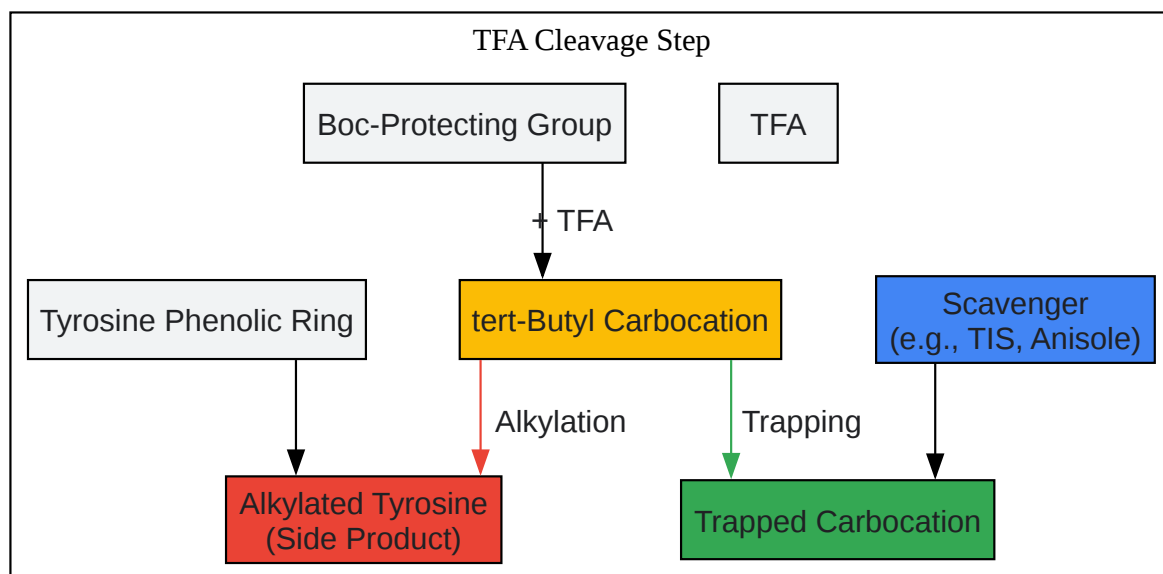 TFA Cleavage Step
Boc-Protecting Group
TFA
+ TFA
Tyrosine Phenolic Ring
tert-Butyl Carbocation
Scavenger
(e.g., TIS, Anisole)
Alkylation
Trapping
Alkylated Tyrosine
(Side Product)
Trapped Carbocation